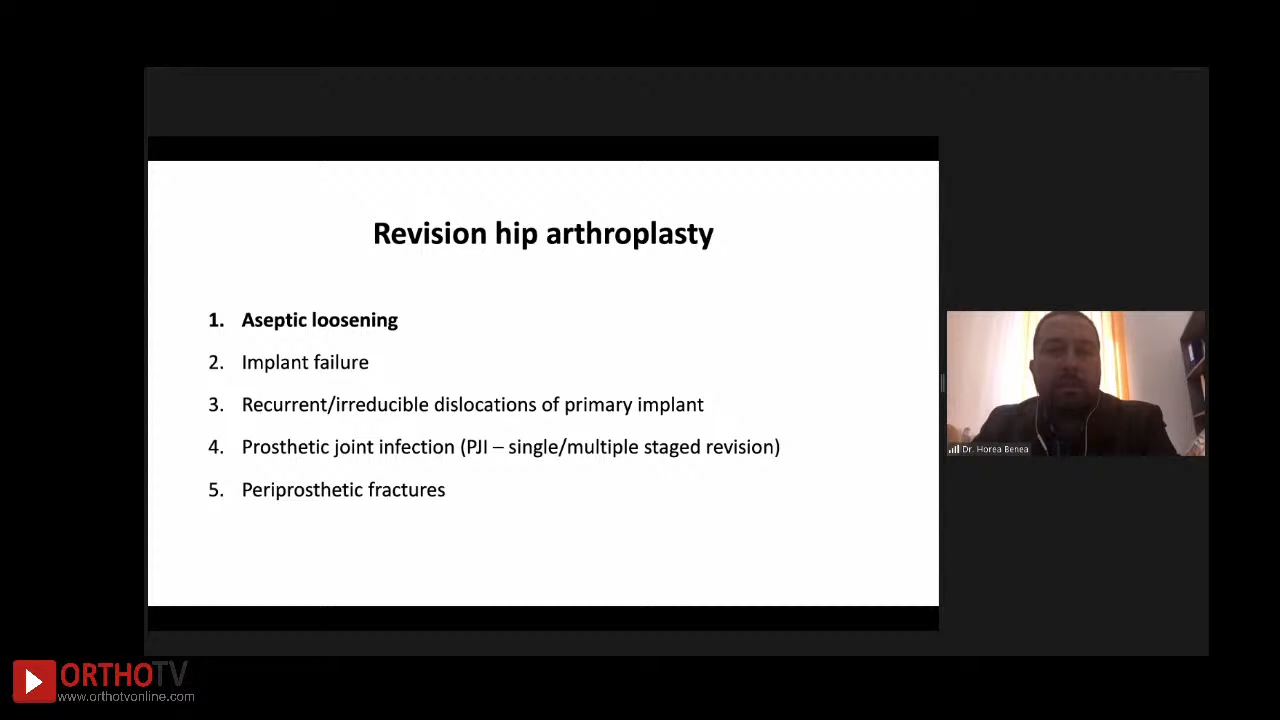 Revision hip arthroplasty
1. Aseptic loosening
2. Implant failure
3. Recurrent/irreducible dislocations of primary implant
4. Prosthetic joint infection (PJI – single/multiple staged revision)
5. Periprosthetic fractures
Dr. Horea Benea
ORTHOTV
www.orthotvonline.com